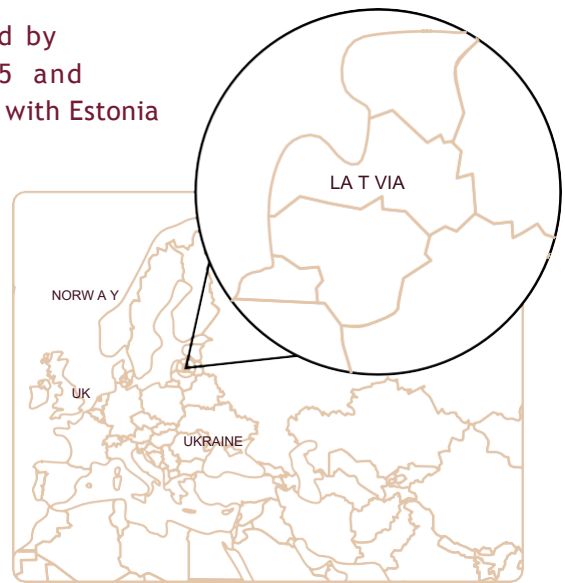 d by
5 and
with Estonia
LA T VIA
NORW A Y
UK
UKRAINE